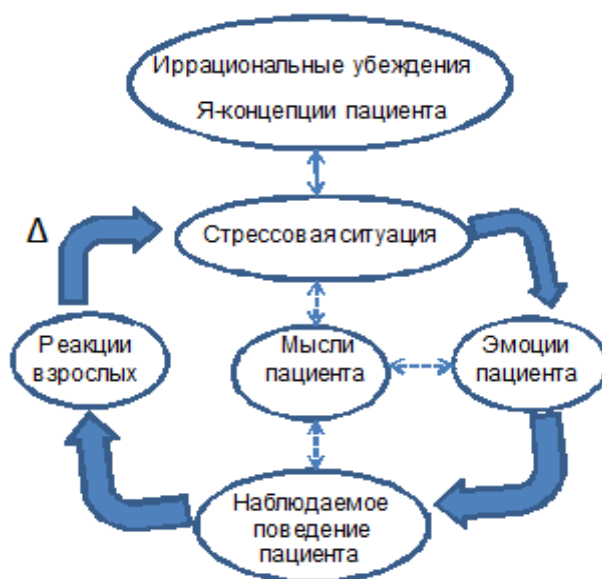 Иррациональные убеждения
Я-концепции пациента
Δ
Стрессовая ситуация
Реакции
взрослых
Мысли
пациента
Эмоции
пациента
Наблюдаемое
поведение
пациента